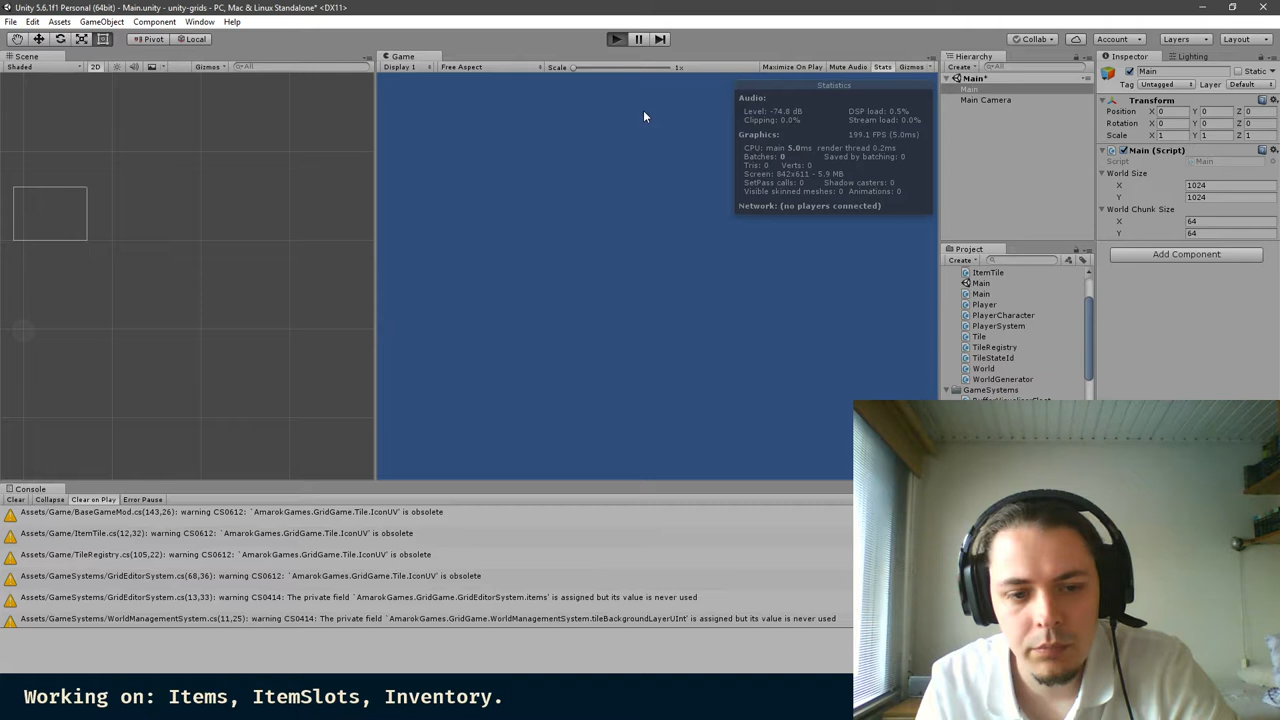 Unity 5.6.1f1 Personal (64bit) - Main.unity - unity-grids - PC, Mac & Linux Standalone* <DX11>
File Edit Assets GameObject Component Window Help
Pivot Local Collab Account Layers Layout
Scene
Shaded 2D Gizmos All
Game
Display 1 Free Aspect Scale 1x Maximize On Play Mute Audio Stats Gizmos
Statistics
Audio:
Level: -74.8 dB DSP load: 0.5%
Clipping: 0.0% Stream load: 0.0%
Graphics: 199.1 FPS (5.0ms)
CPU: main 5.0ms render thread 0.2ms
Batches: 0 Saved by batching: 0
Tris: 0 Verts: 0
Screen: 842x611 - 5.9 MB
SetPass calls: 0 Shadow casters: 0
Visible skinned meshes: 0 Animations: 0
Network: (no players connected)
Hierarchy
Create All
Main*
Main
Main Camera
Project
Create
ItemTile
Main
Main
Player
PlayerCharacter
PlayerSystem
Tile
TileRegistry
TileStateId
World
WorldGenerator
GameSystems
Inspector Lighting
Main Static
Tag Untagged Layer Default
Transform
Position X 0 Y 0 Z 0
Rotation X 0 Y 0 Z 0
Scale X 1 Y 1 Z 1
Main (Script)
Script Main
World Size
X 1024
Y 1024
World Chunk Size
X 64
Y 64
Add Component
Console
Clear Collapse Clear on Play Error Pause
Assets/Game/BaseGameMod.cs(143,26): warning CS0612: `AmarokGames.GridGame.Tile.IconUV' is obsolete
Assets/Game/ItemTile.cs(12,32): warning CS0612: `AmarokGames.GridGame.Tile.IconUV' is obsolete
Assets/Game/TileRegistry.cs(105,22): warning CS0612: `AmarokGames.GridGame.Tile.IconUV' is obsolete
Assets/GameSystems/GridEditorSystem.cs(68,36): warning CS0612: `AmarokGames.GridGame.Tile.IconUV' is obsolete
Assets/GameSystems/GridEditorSystem.cs(13,33): warning CS0414: The private field `AmarokGames.GridGame.GridEditorSystem.items' is assigned but its value is never used
Assets/GameSystems/WorldManagementSystem.cs(11,25): warning CS0414: The private field `AmarokGames.GridGame.WorldManagementSystem.tileBackgroundLayerUInt' is assigned but its value is never used
Working on: Items, ItemSlots, Inventory.